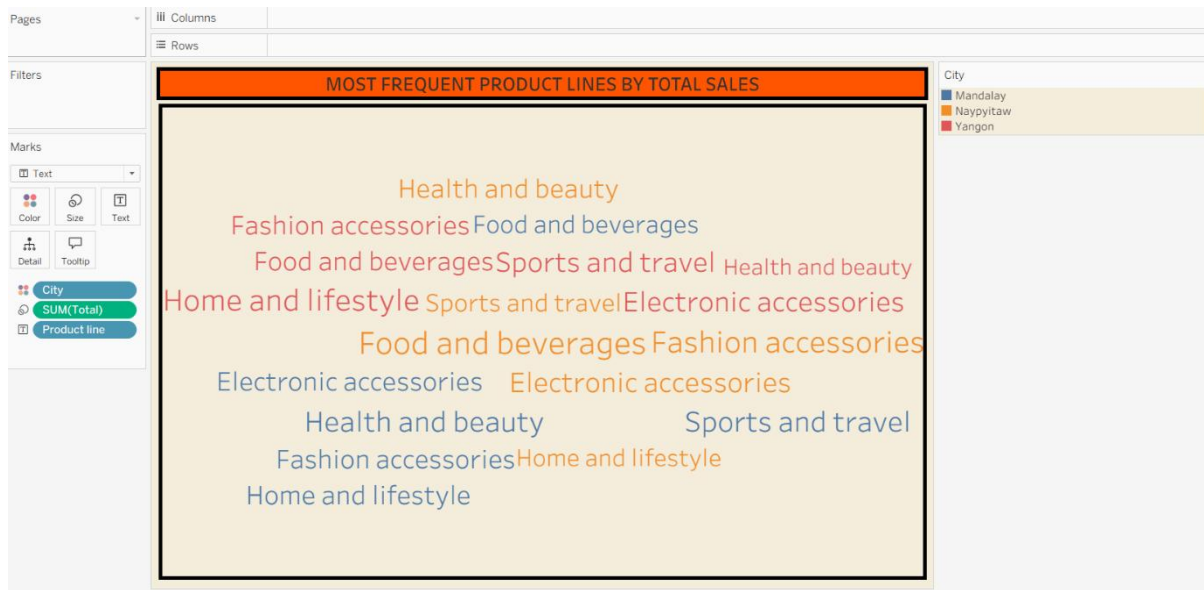 Pages
Columns
Rows
Filters
Marks
Text
Color
Size
Text
Detail
Tooltip
City
SUM(Total)
Product line
MOST FREQUENT PRODUCT LINES BY TOTAL SALES
Health and beauty
Fashion accessories Food and beverages
Food and beverages Sports and travel Health and beauty
Home and lifestyle Sports and travel Electronic accessories
Food and beverages Fashion accessories
Electronic accessories Electronic accessories
Health and beauty Sports and travel
Fashion accessories Home and lifestyle
Home and lifestyle
City
Mandalay
Naypyitaw
Yangon